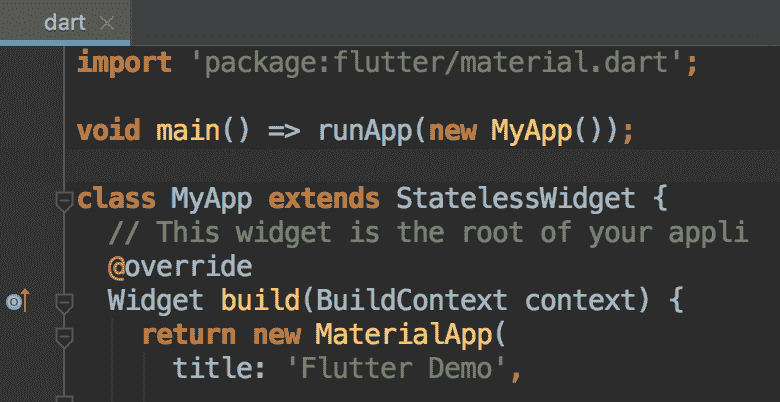 dart
import 'package:flutter/material.dart';
void main() => runApp(new MyApp());
class MyApp extends StatelessWidget {
// This widget is the root of your appli
@override
Widget build(BuildContext context) {
return new MaterialApp(
title: 'Flutter Demo',